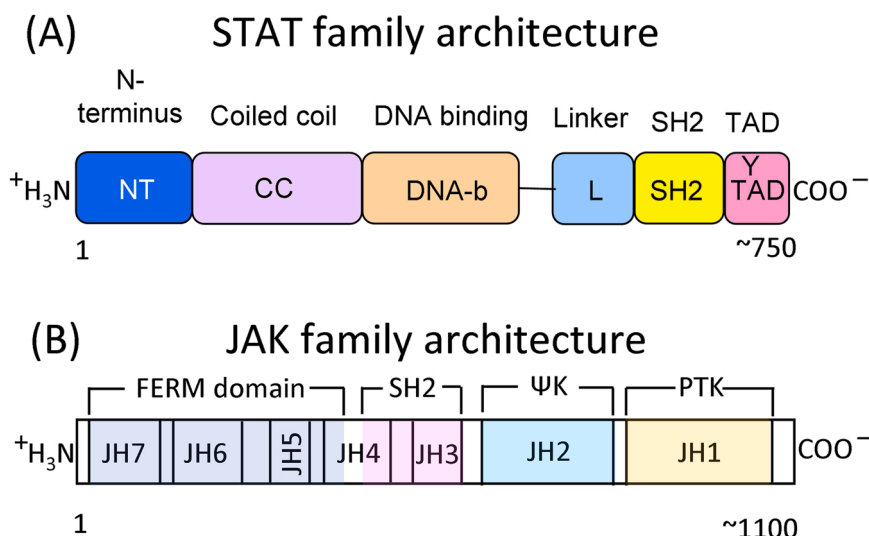 (A) STAT family architecture
N-
terminus Coiled coil DNA binding Linker SH2 TAD
⁺H₃N NT CC DNA-b L SH2 Y TAD COO⁻
1 ~750
(B) JAK family architecture
FERM domain SH2 ΨK PTK
⁺H₃N JH7 JH6 JH5 JH4 JH3 JH2 JH1 COO⁻
1 ~1100